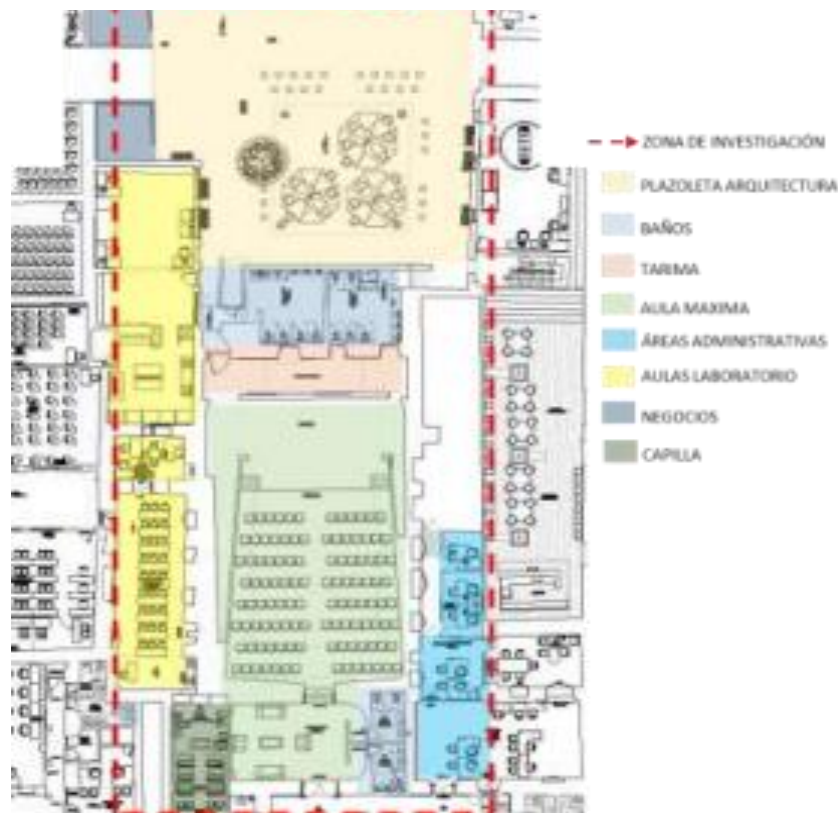 ZONA DE INVESTIGACIÓN
PLAZOLETA ARQUITECTURA
BAÑOS
TARIMA
AULA MAXIMA
ÁREAS ADMINISTRATIVAS
AULAS LABORATORIO
NEGOCIOS
CAPILLA